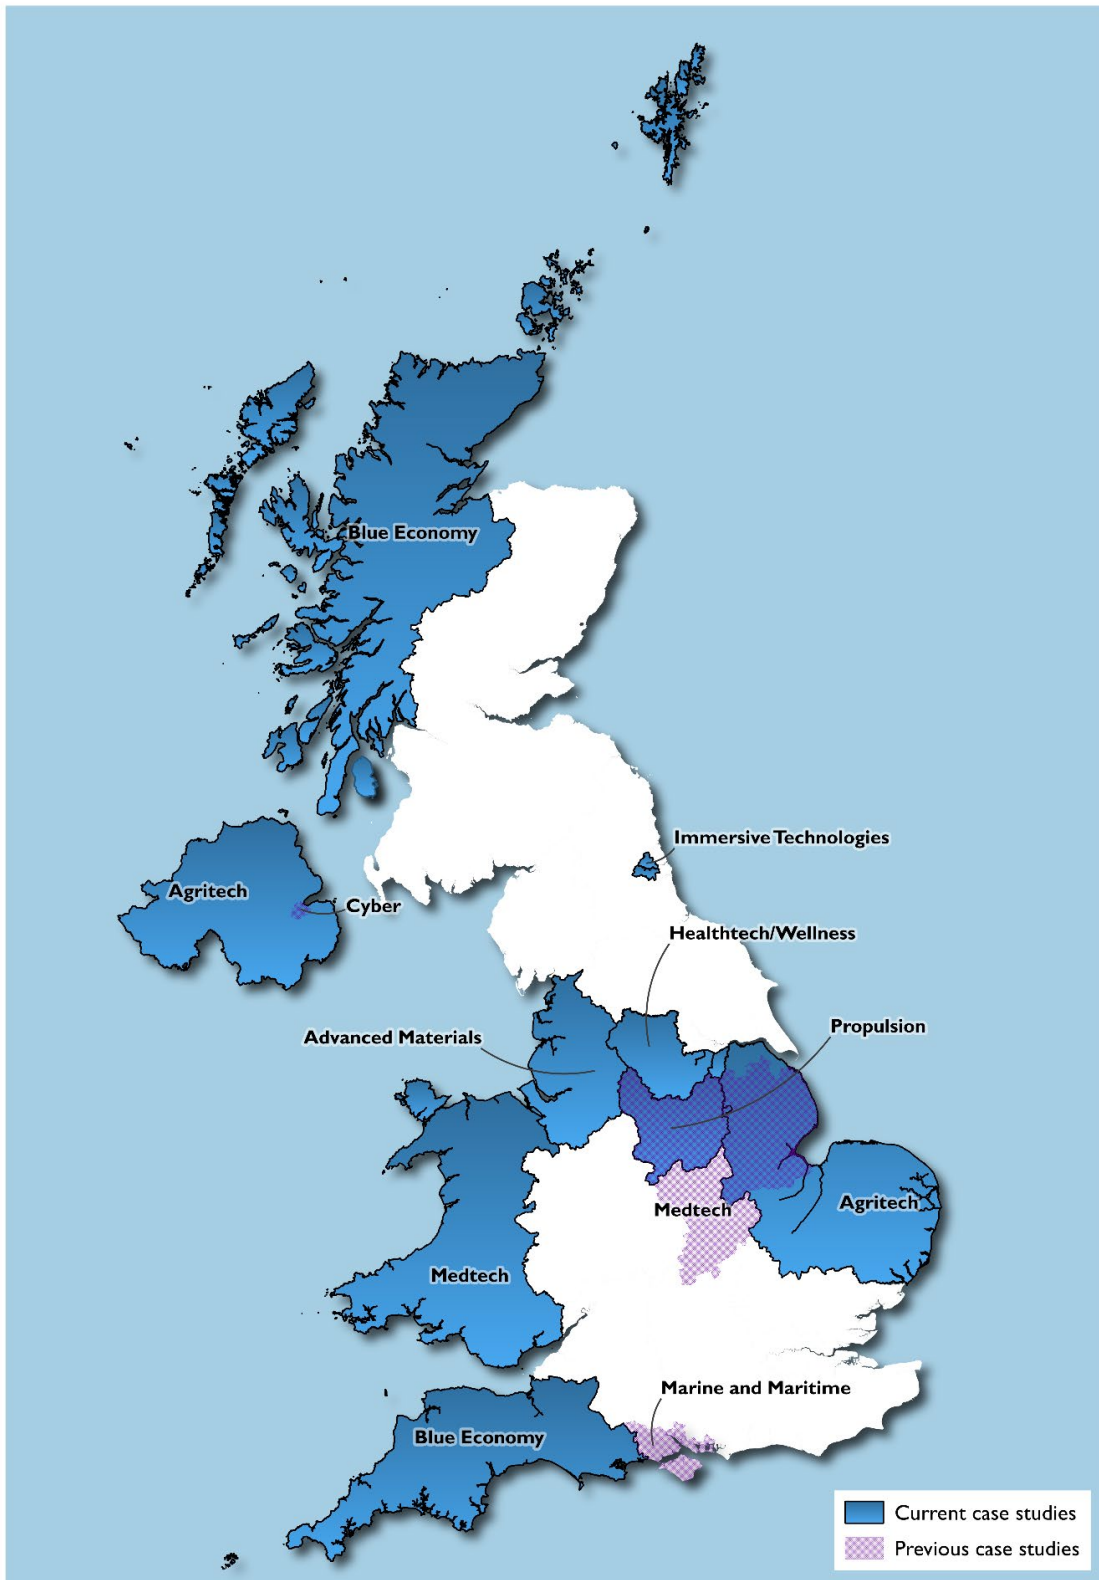 Blue Economy
Immersive Technologies
Agritech
Cyber
Healthtech/Wellness
Propulsion
Advanced Materials
Agritech
Medtech
Medtech
Marine and Maritime
Blue Economy
Current case studies
Previous case studies